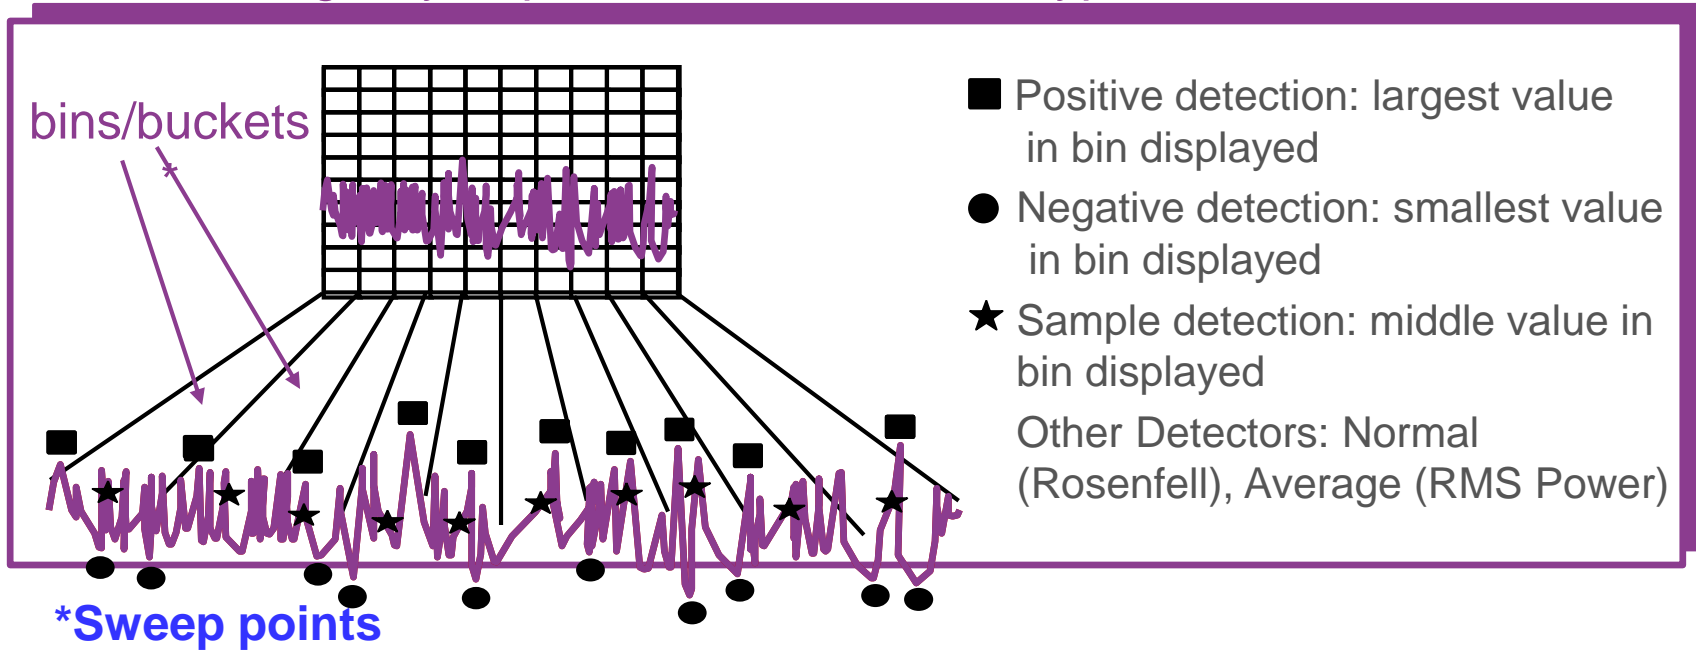 bins/buckets
*
Positive detection: largest value
in bin displayed
Negative detection: smallest value
in bin displayed
Sample detection: middle value in
bin displayed
Other Detectors: Normal
(Rosenfell), Average (RMS Power)
*Sweep points